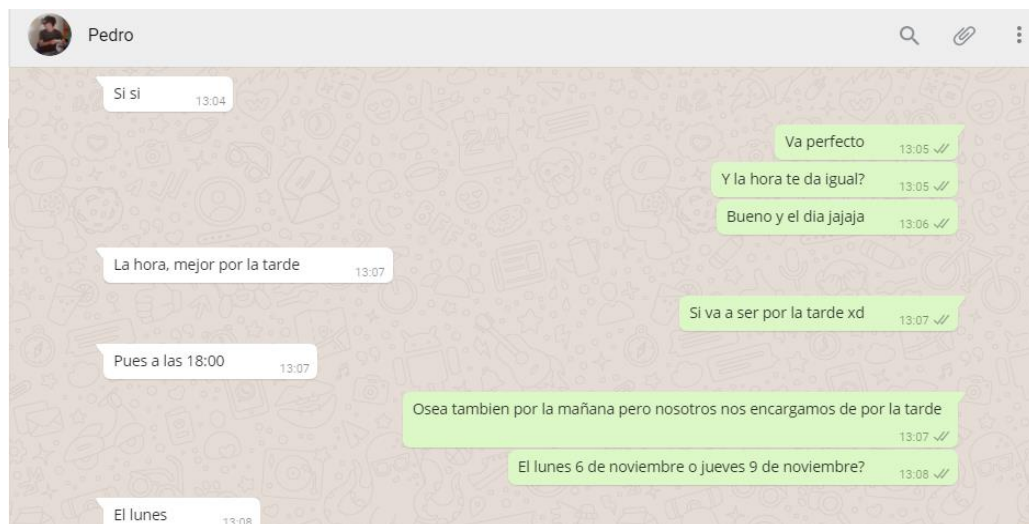 Pedro
Si si 13:04
Va perfecto 13:05
Y la hora te da igual? 13:05
Bueno y el dia jajaja 13:06
La hora, mejor por la tarde 13:07
Si va a ser por la tarde xd 13:07
Pues a las 18:00 13:07
Osea tambien por la mañana pero nosotros nos encargamos de por la tarde
13:07
El lunes 6 de noviembre o jueves 9 de noviembre? 13:08
El lunes 13:08